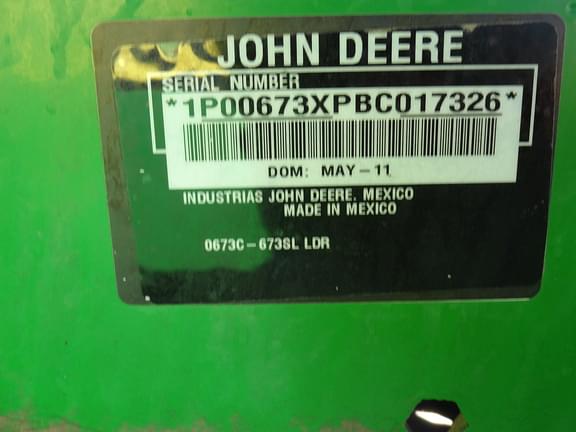 JOHN DEERE
SERIAL NUMBER
*1P00673XPBC017326*
DOM: MAY-11
INDUSTRIAS JOHN DEERE. MEXICO
MADE IN MEXICO
0673C-673SL LDR